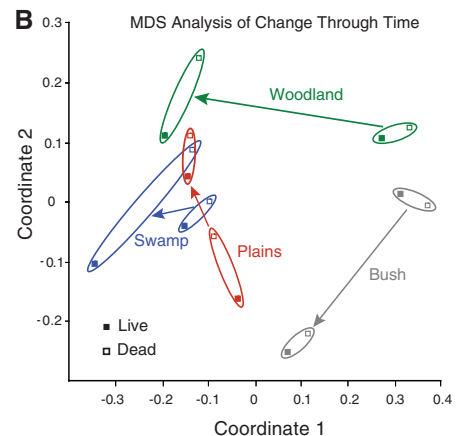 B
MDS Analysis of Change Through Time
0.3
0.2
0.1
0
-0.1
-0.2
Coordinate 2
Woodland
Swamp
Plains
Bush
Live
Dead
-0.3 -0.2 -0.1 0 0.1 0.2 0.3 0.4
Coordinate 1